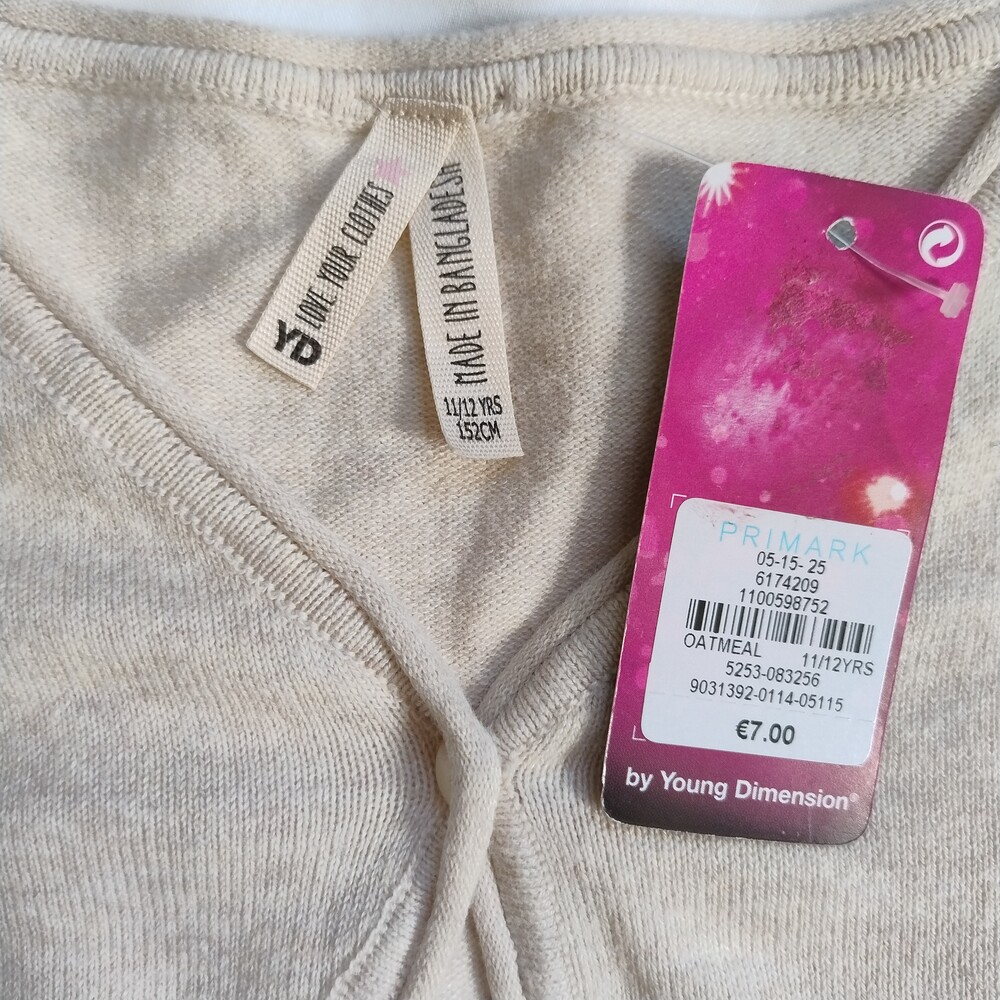 YD LOVE YOUR CLOTHES
MADE IN BANGLADESH
11/12 YRS
152CM
PRIMARK
05-15- 25
6174209
1100598752
OATMEAL 11/12YRS
5253-083256
9031392-0114-05115
€7.00
by Young Dimension®